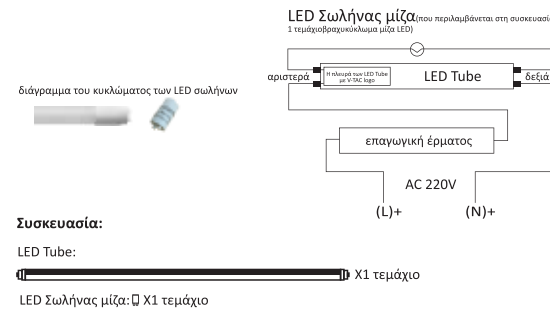 LED Σωλήνας μίζα(που περιλαμβάνεται στη συσκευασί
1 τεμάχιοβραχυκύκλωμα μίζα LED)
αριστερά
Η πλευρά των LED Tube
με V-TAC logo
LED Tube
δεξιά
διάγραμμα του κυκλώματος των LED σωλήνων
επαγωγική έρματος
AC 220V
(L)+ (N)+
Συσκευασία:
LED Tube:
X1 τεμάχιο
LED Σωλήνας μίζα: X1 τεμάχιο